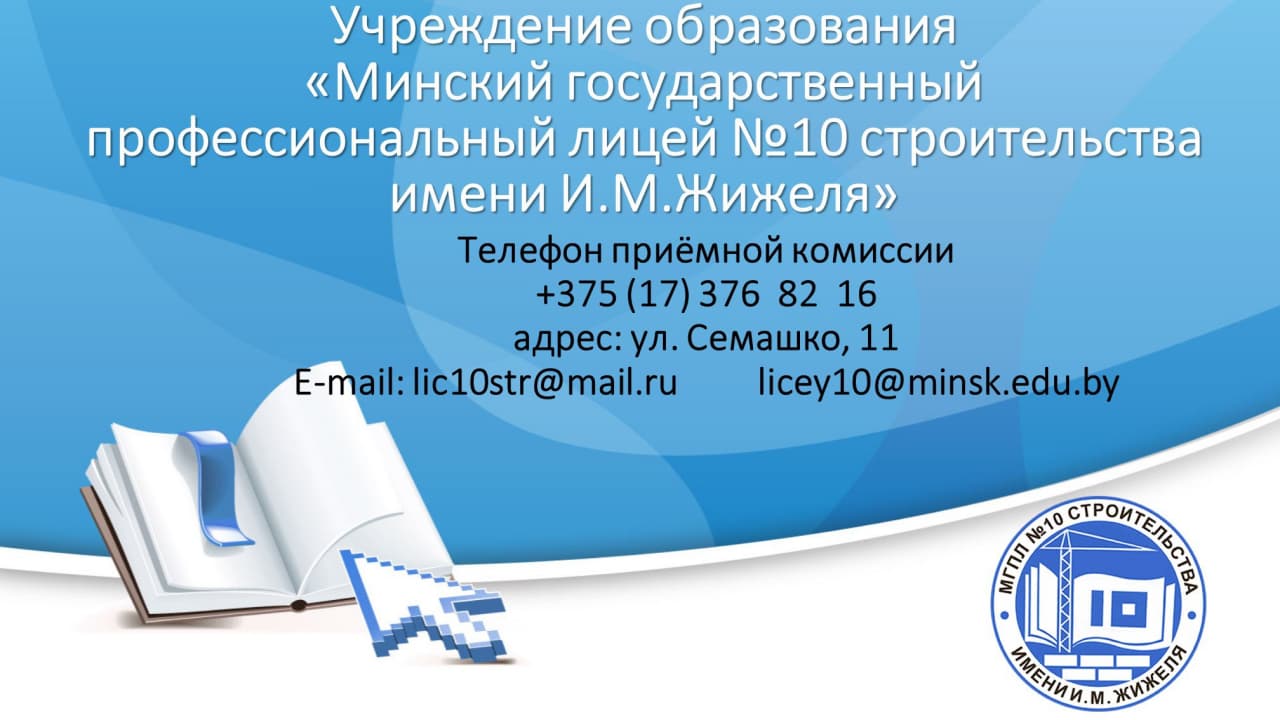 Учреждение образования
«Минский государственный
профессиональный лицей №10 строительства
имени И.М.Жижеля»
Телефон приёмной комиссии
+375 (17) 376 82 16
адрес: ул. Семашко, 11
E-mail: lic10str@mail.ru licey10@minsk.edu.by
МГПЛ №10 СТРОИТЕЛЬСТВА
10
ИМЕНИ И.М. ЖИЖЕЛЯ